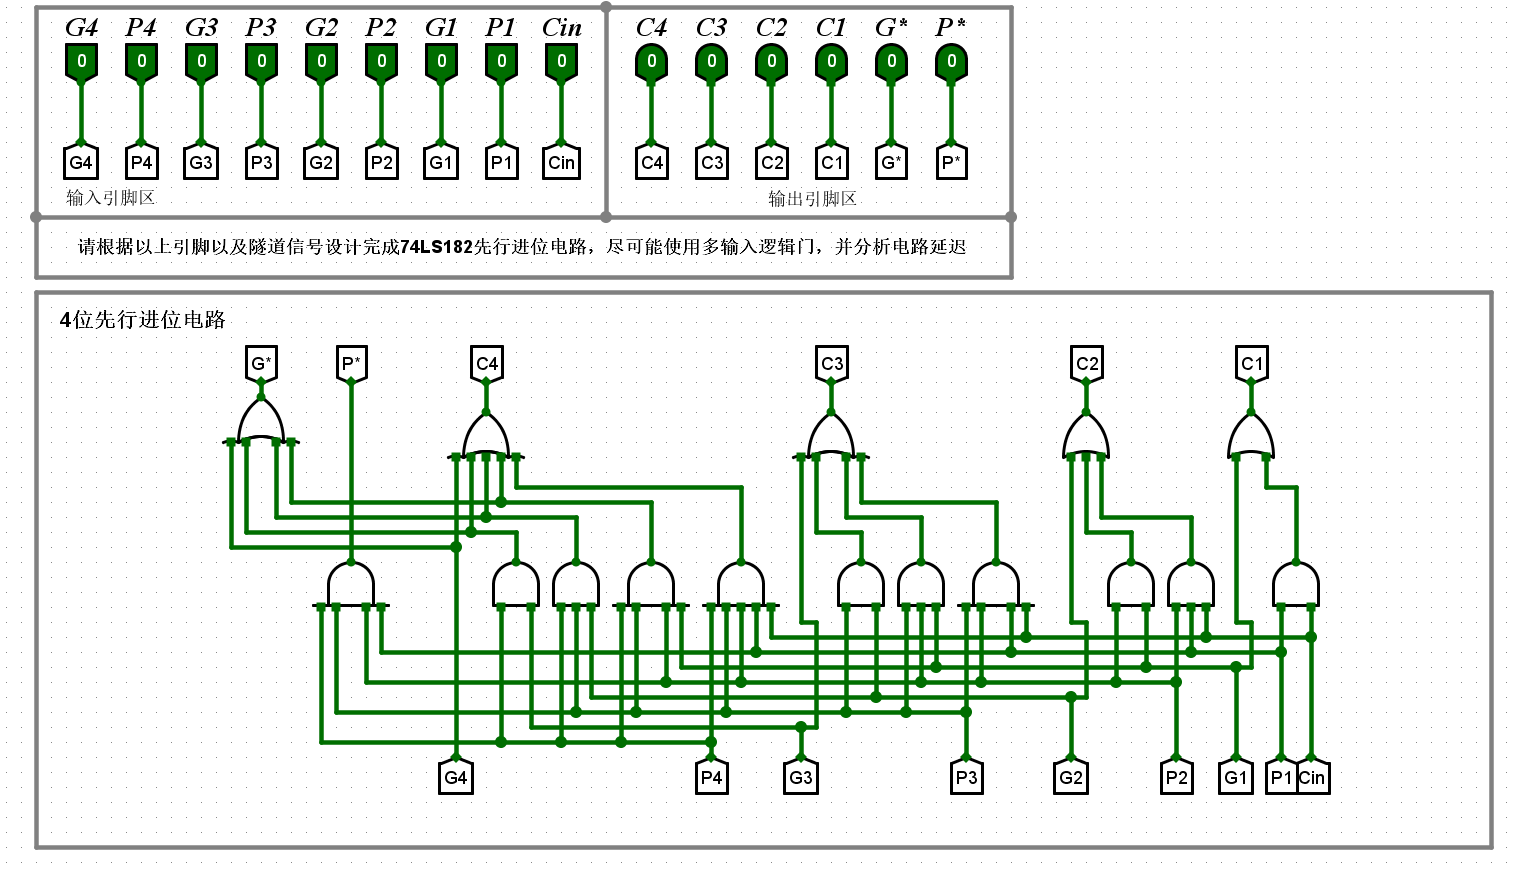 G4 P4 G3 P3 G2 P2 G1 P1 Cin C4 C3 C2 C1 G* P*
0 0 0 0 0 0 0 0 0 0 0 0 0 0 0
G4 P4 G3 P3 G2 P2 G1 P1 Cin C4 C3 C2 C1 G* P*
输入引脚区 输出引脚区
请根据以上引脚以及隧道信号设计完成74LS182先行进位电路，尽可能使用多输入逻辑门，并分析电路延迟
4位先行进位电路
G* P* C4 C3 C2 C1
G4 P4 G3 P3 G2 P2 G1 P1 Cin